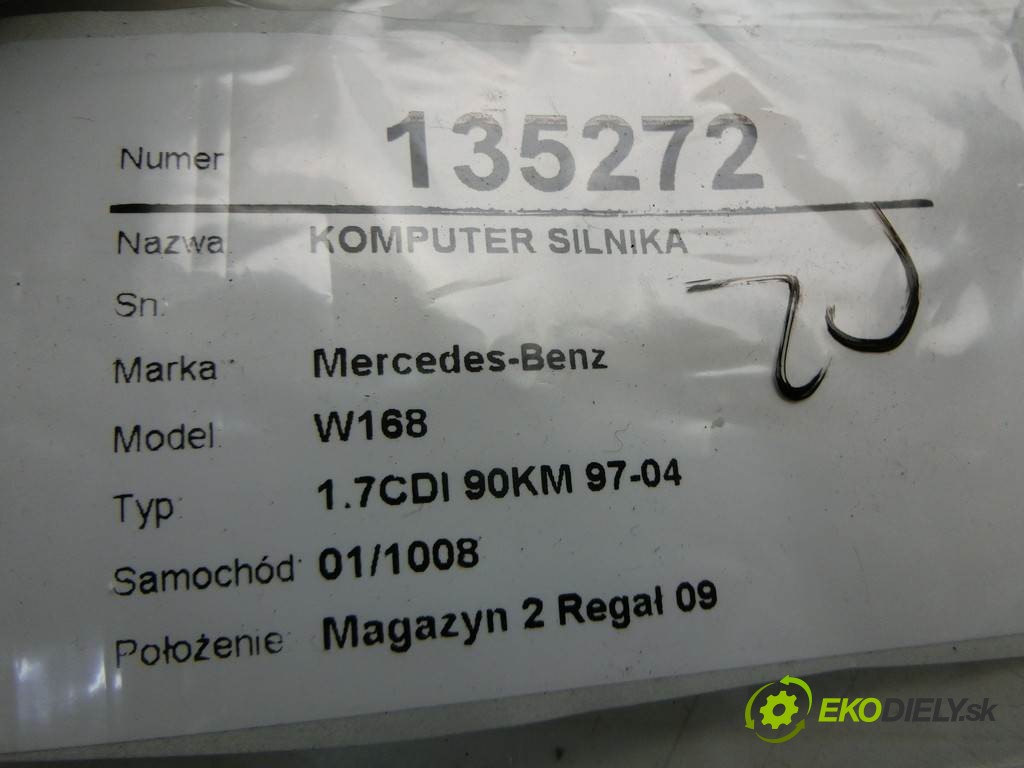 Numer 135272
Nazwa KOMPUTER SILNIKA
Sn:
Marka Mercedes-Benz
Model: W168
Typ: 1.7CDI 90KM 97-04
Samochód: 01/1008
Położenie: Magazyn 2 Regał 09
EKODIELY.sk